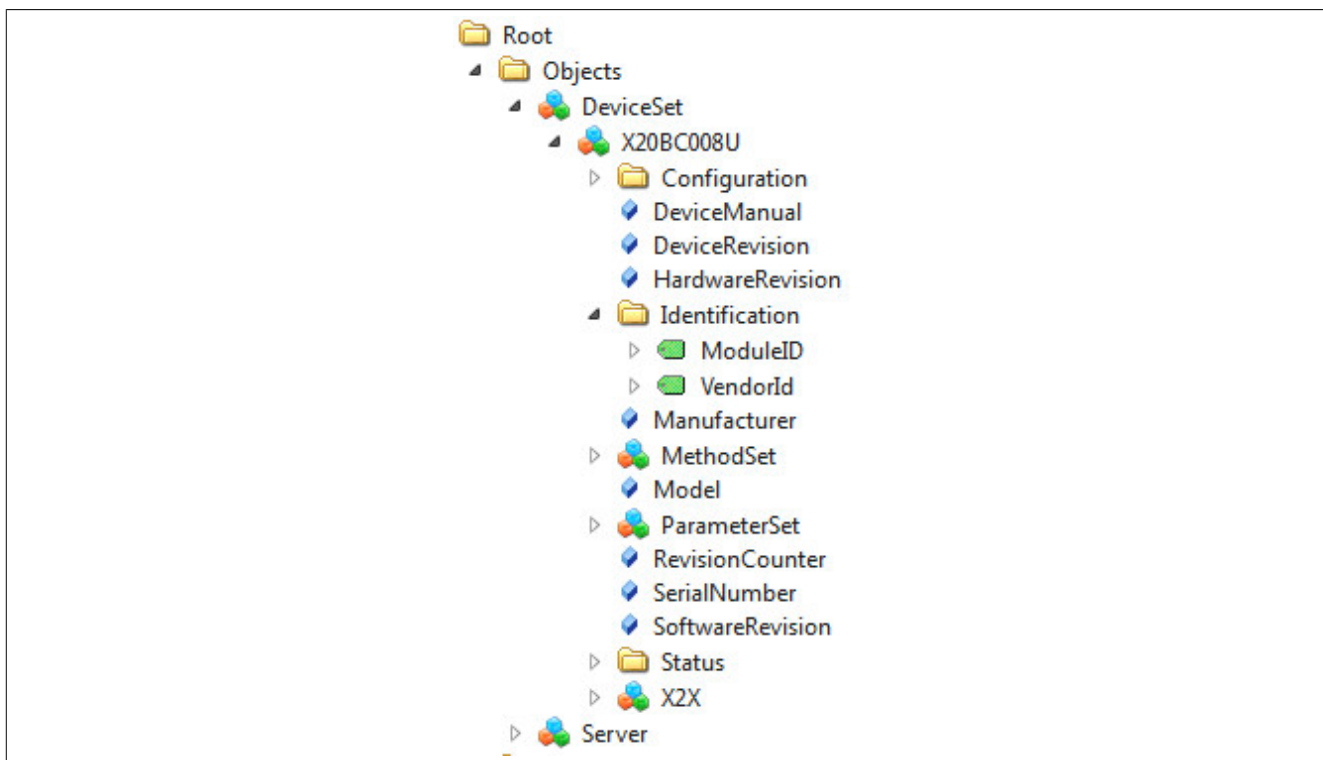 Root
Objects
DeviceSet
X20BC008U
Configuration
DeviceManual
DeviceRevision
HardwareRevision
Identification
ModuleID
VendorId
Manufacturer
MethodSet
Model
ParameterSet
RevisionCounter
SerialNumber
SoftwareRevision
Status
X2X
Server